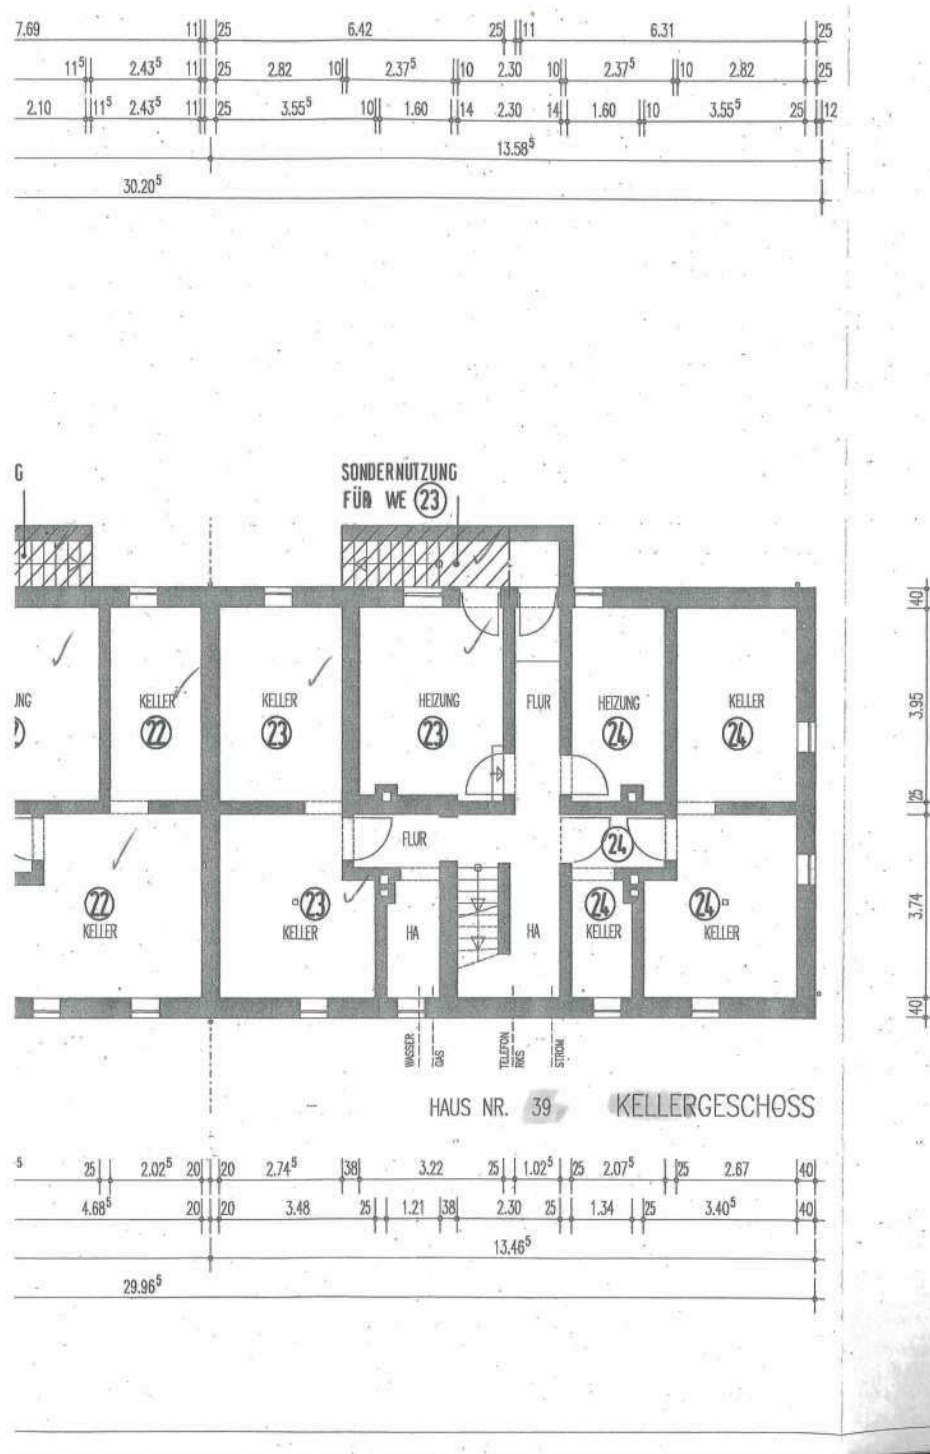 7.69 11 25 6.42 25 11 6.31 25
11⁵ 2.43⁵ 11 25 2.82 10 2.37⁵ 10 2.30 10 2.37⁵ 10 2.82 25
2.10 11⁵ 2.43⁵ 11 25 3.55⁵ 10 1.60 14 2.30 14 1.60 10 3.55⁵ 25 12
13.58⁵
30.20⁵
G
SONDERNUTZUNG
FÜR WE 23
40
UNG
KELLER
22
KELLER
23
HEIZUNG
23
FLUR
HEIZUNG
24
KELLER
24
3.95
25
FLUR
24
22
KELLER
23
KELLER
HA
HA
24
KELLER
24
KELLER
3.74
40
WASSER
GAS
TELEFON
RKS
STROM
HAUS NR. 39 KELLERGESCHOSS
5 25 2.02⁵ 20 20 2.74⁵ 38 3.22 25 1.02⁵ 25 2.07⁵ 25 2.67 40
4.68⁵ 20 20 3.48 25 1.21 38 2.30 25 1.34 25 3.40⁵ 40
13.46⁵
29.96⁵